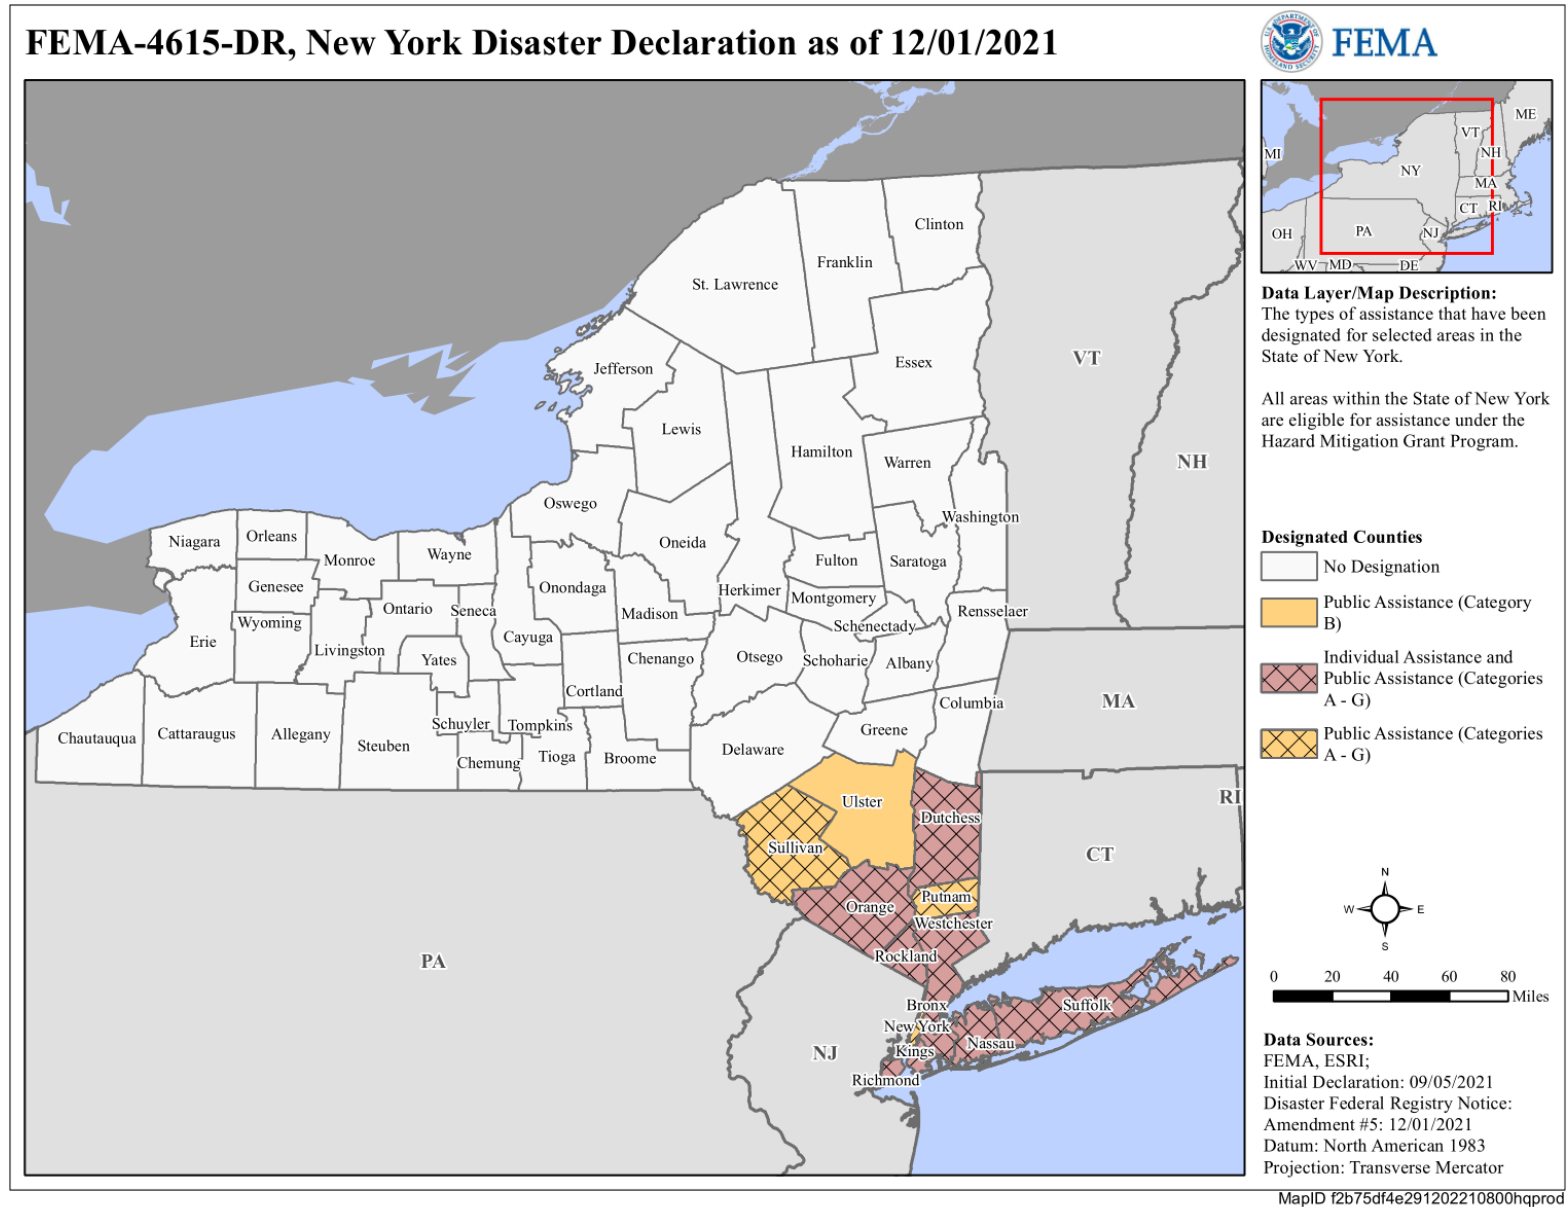 FEMA-4615-DR, New York Disaster Declaration as of 12/01/2021
FEMA
ME
VT
MI
NH
NY
MA
CT
RI
OH
PA
NJ
WV
MD
DE
Data Layer/Map Description:
The types of assistance that have been
designated for selected areas in the
State of New York.
All areas within the State of New York
are eligible for assistance under the
Hazard Mitigation Grant Program.
Designated Counties
No Designation
Public Assistance (Category
B)
Individual Assistance and
Public Assistance (Categories
A - G)
Public Assistance (Categories
A - G)
Clinton
Franklin
St. Lawrence
VT
Essex
Jefferson
Lewis
Hamilton
Warren
NH
Oswego
Washington
Niagara
Orleans
Monroe
Wayne
Oneida
Fulton
Saratoga
Genesee
Onondaga
Herkimer
Montgomery
Ontario
Seneca
Madison
Rensselaer
Wyoming
Schenectady
Erie
Cayuga
Livingston
Yates
Chenango
Otsego
Schoharie
Albany
Cortland
Columbia
MA
Chautauqua
Cattaraugus
Allegany
Steuben
Schuyler
Tompkins
Greene
Chemung
Tioga
Broome
Delaware
RI
Ulster
Dutchess
Sullivan
CT
Putnam
Orange
Westchester
Rockland
PA
Bronx
Suffolk
New York
Nassau
Kings
NJ
Richmond
N
W
E
S
0
20
40
60
80
Miles
Data Sources:
FEMA, ESRI;
Initial Declaration: 09/05/2021
Disaster Federal Registry Notice:
Amendment #5: 12/01/2021
Datum: North American 1983
Projection: Transverse Mercator
MapID f2b75df4e291202210800hqprod